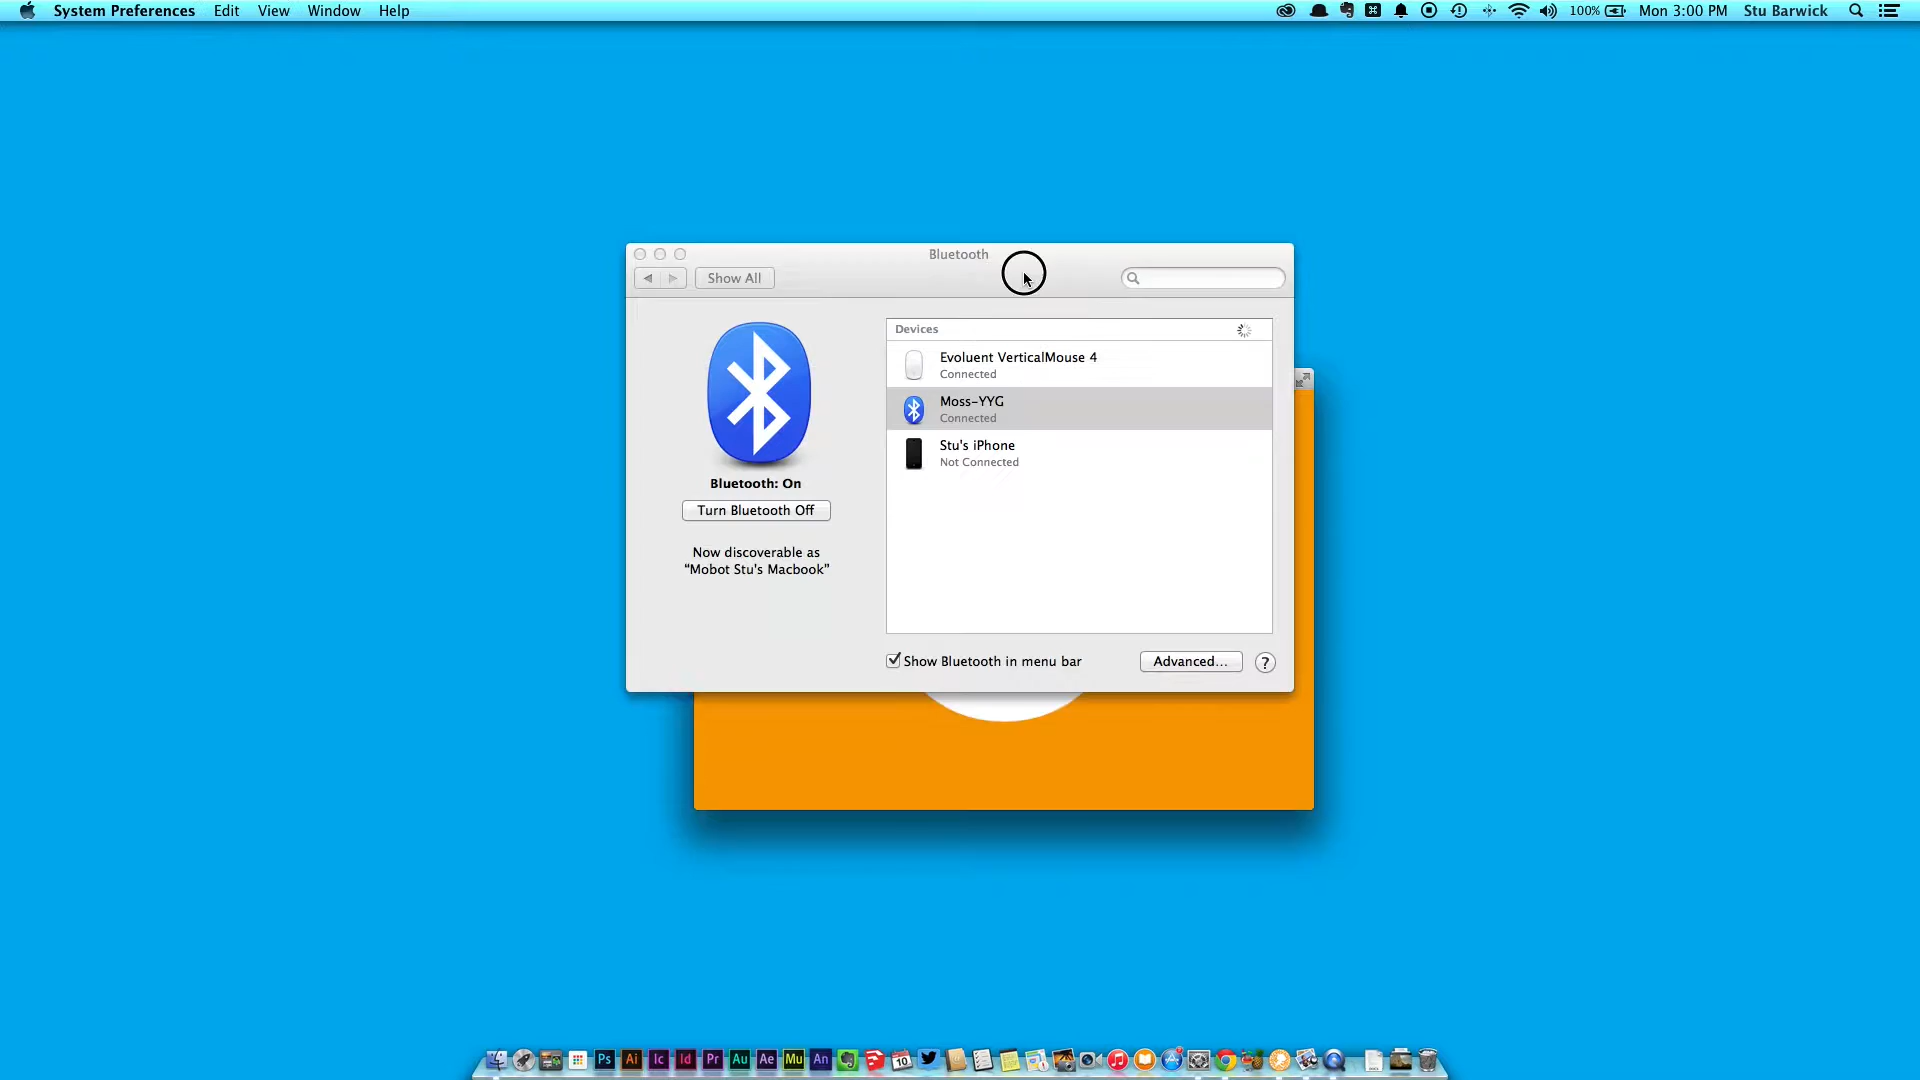 System Preferences Edit View Window Help
100% Mon 3:00 PM Stu Barwick
Bluetooth
Show All
Devices
Evoluent VerticalMouse 4
Connected
Moss-YYG
Connected
Stu's iPhone
Not Connected
Bluetooth: On
Turn Bluetooth Off
Now discoverable as
“Mobot Stu's Macbook”
Show Bluetooth in menu bar
Advanced... ?
Ps Ai Ic Id Pr Au Ae Mu An 10